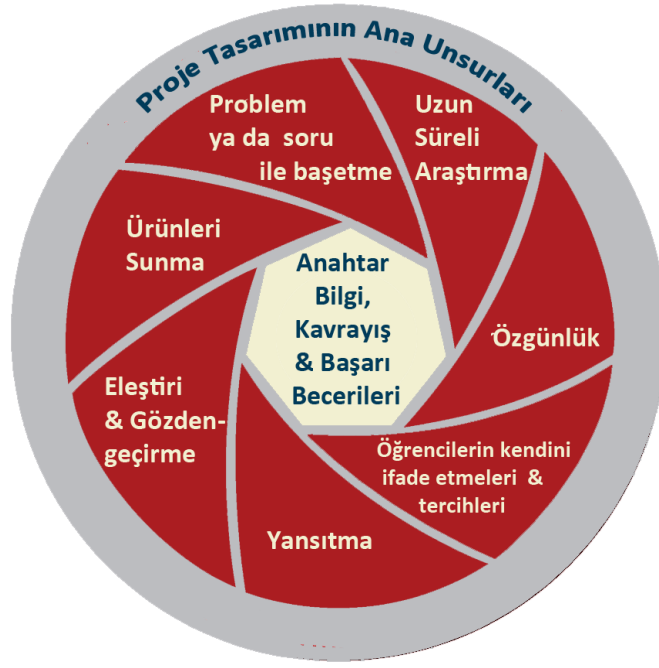 Proje Tasarımının Ana Unsurları
Problem
ya da soru
ile başetme
Uzun
Süreli
Araştırma
Özgünlük
Öğrencilerin kendini
ifade etmeleri &
tercihleri
Yansıtma
Eleştiri
& Gözden-
geçirme
Ürünleri
Sunma
Anahtar
Bilgi,
Kavrayış
& Başarı
Becerileri